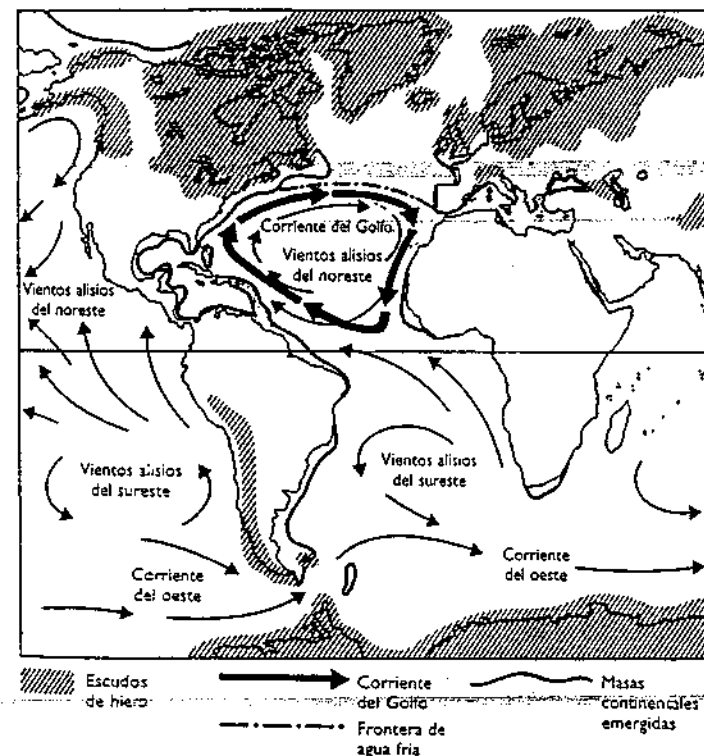 Corriente del Golfo
Vientos alisios
del noreste
Vientos alisios
del noreste
Vientos alisios
del sureste
Vientos alisios
del sureste
Corriente
del oeste
Corriente
del oeste
Escudos
de hielo
Corriente
del Golfo
Frontera de
agua fría
Masas
continentales
emergidas